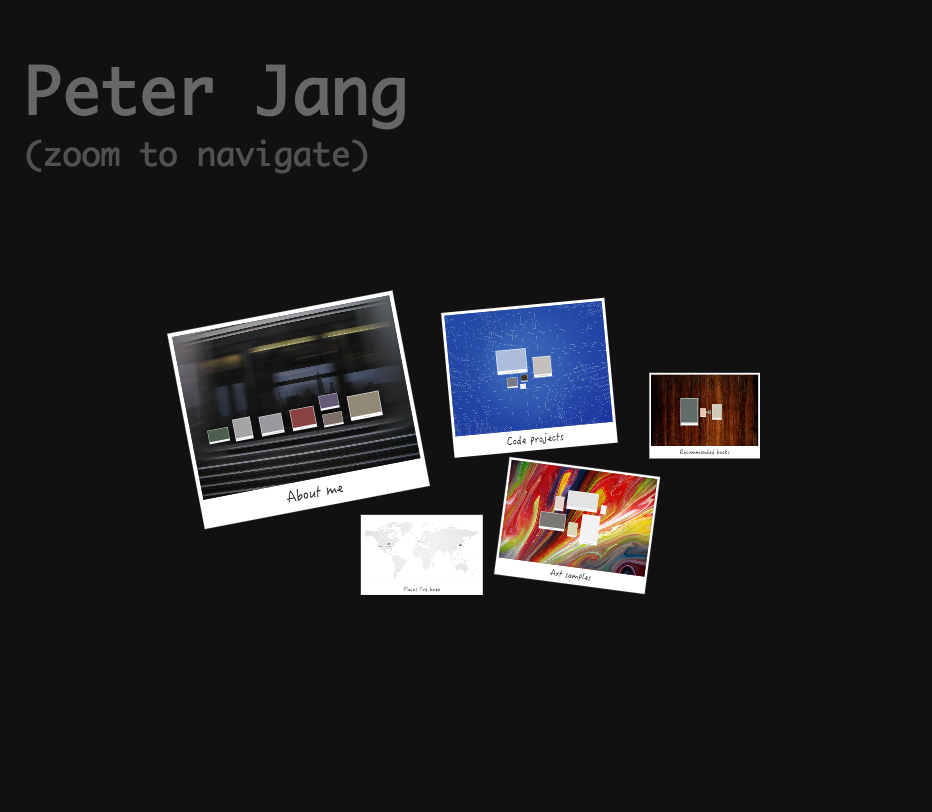 Peter Jang
(zoom to navigate)
About me
Code projects
Recommended books
Art samples
Places I've been